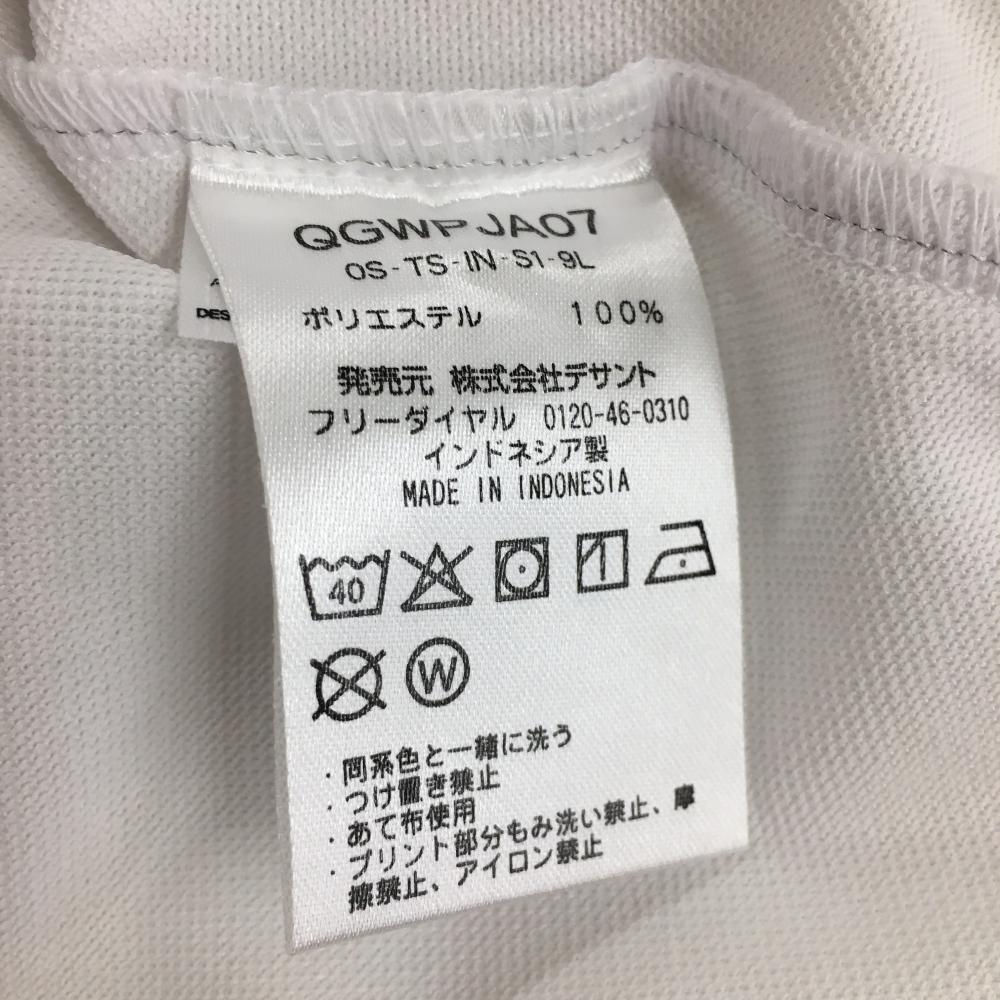 QGWPJA07
OS-TS-IN-S1-9L
ポリエステル 100%
発売元 株式会社デサント
フリーダイヤル 0120-46-0310
インドネシア製
MADE IN INDONESIA
40
W
・同系色と一緒に洗う
・つけ置き禁止
・あて布使用
・プリント部分もみ洗い禁止、摩
擦禁止、アイロン禁止
DES